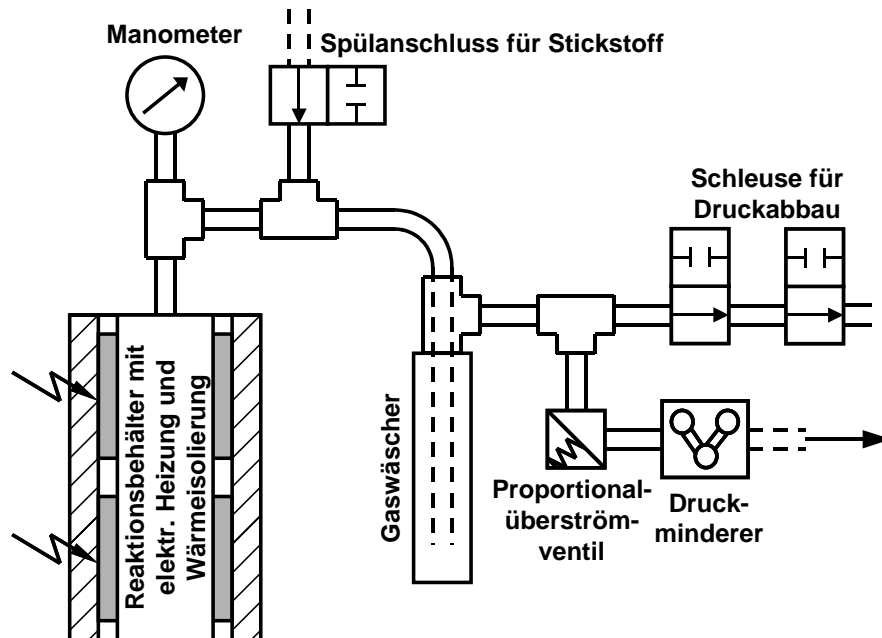 Manometer
Spülanschluss für Stickstoff
Schleuse für
Druckabbau
Reaktionsbehälter mit
elektr. Heizung und
Wärmeisolierung
Gaswäscher
Proportional-
überström-
ventil
Druck-
minderer